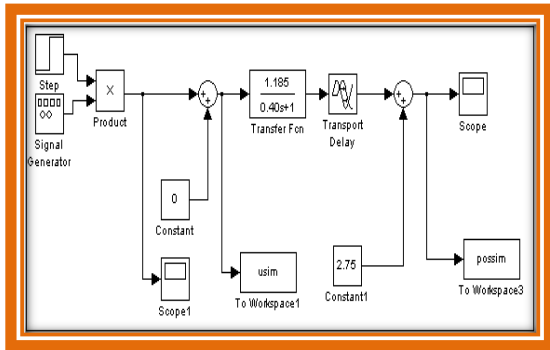 Step
×
Product
Signal
Generator
1.185
0.40s+1
Transfer Fcn
Transport
Delay
Scope
0
Constant
Scope1
usim
To Workspace1
2.75
Constant1
possim
To Workspace3
+
+
+
+